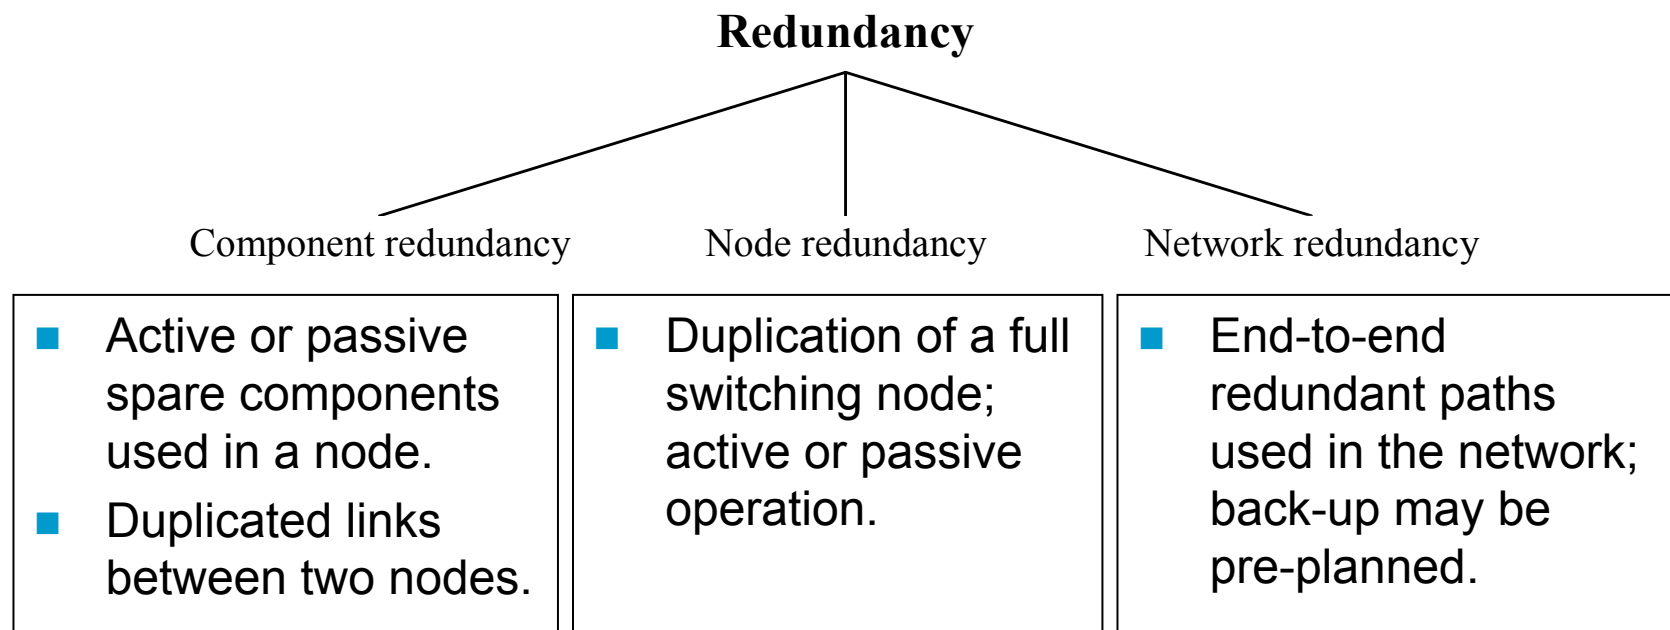 Redundancy
Component redundancy
Node redundancy
Network redundancy
Active or passive
spare components
used in a node.
Duplicated links
between two nodes.
Duplication of a full
switching node;
active or passive
operation.
End-to-end
redundant paths
used in the network;
back-up may be
pre-planned.